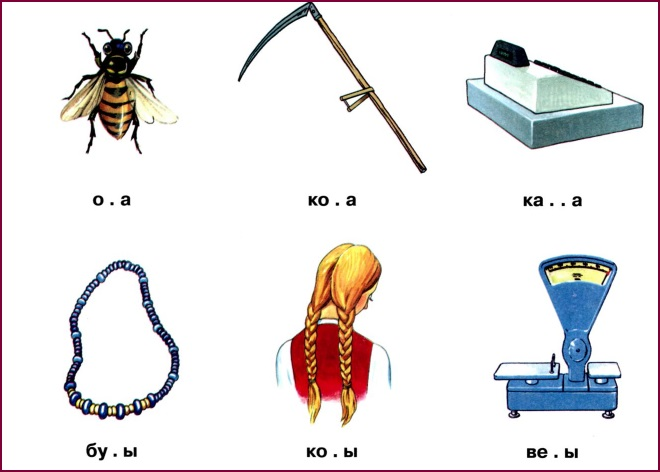 о . а ко . а ка . . а
бу . ы ко . ы ве . ы